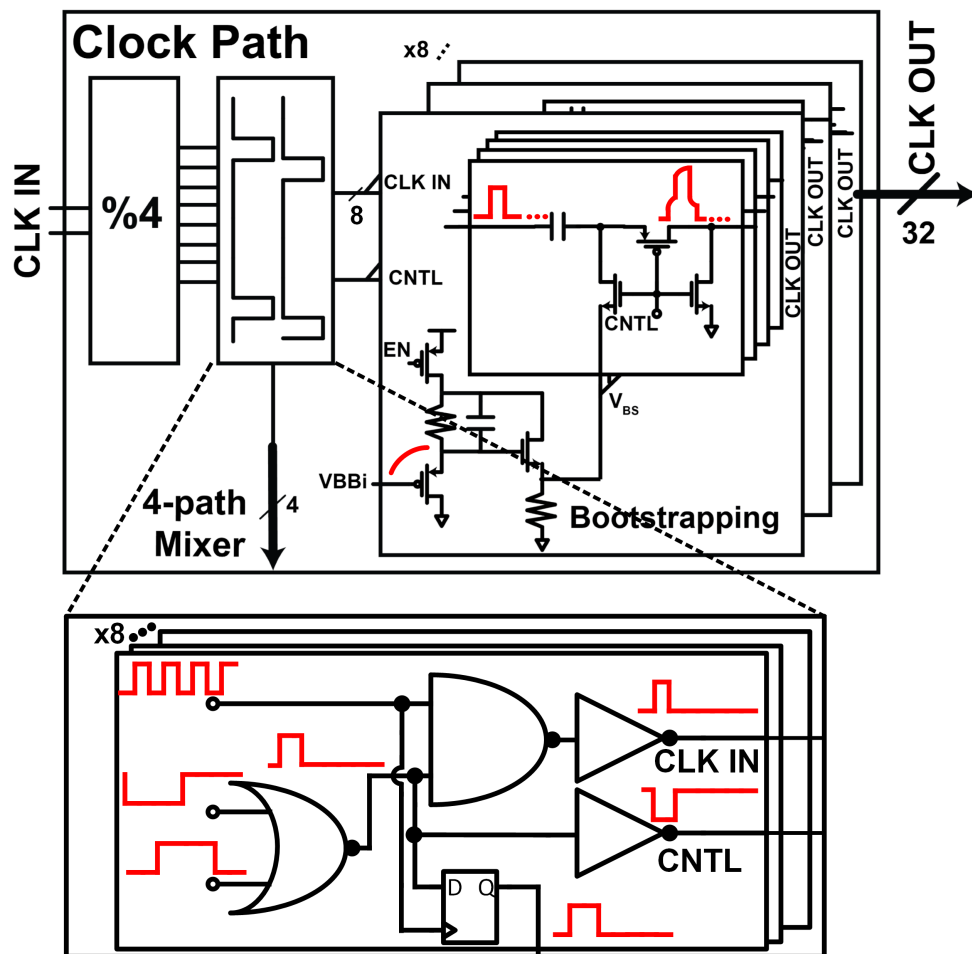 Clock Path
x8
CLK IN
%4
8
CLK IN
CNTL
CNTL
CLK OUT
CLK OUT
CLK OUT
CLK OUT
32
EN
VBBi
VBS
Bootstrapping
4-path
Mixer
4
x8
CLK IN
CNTL
D Q